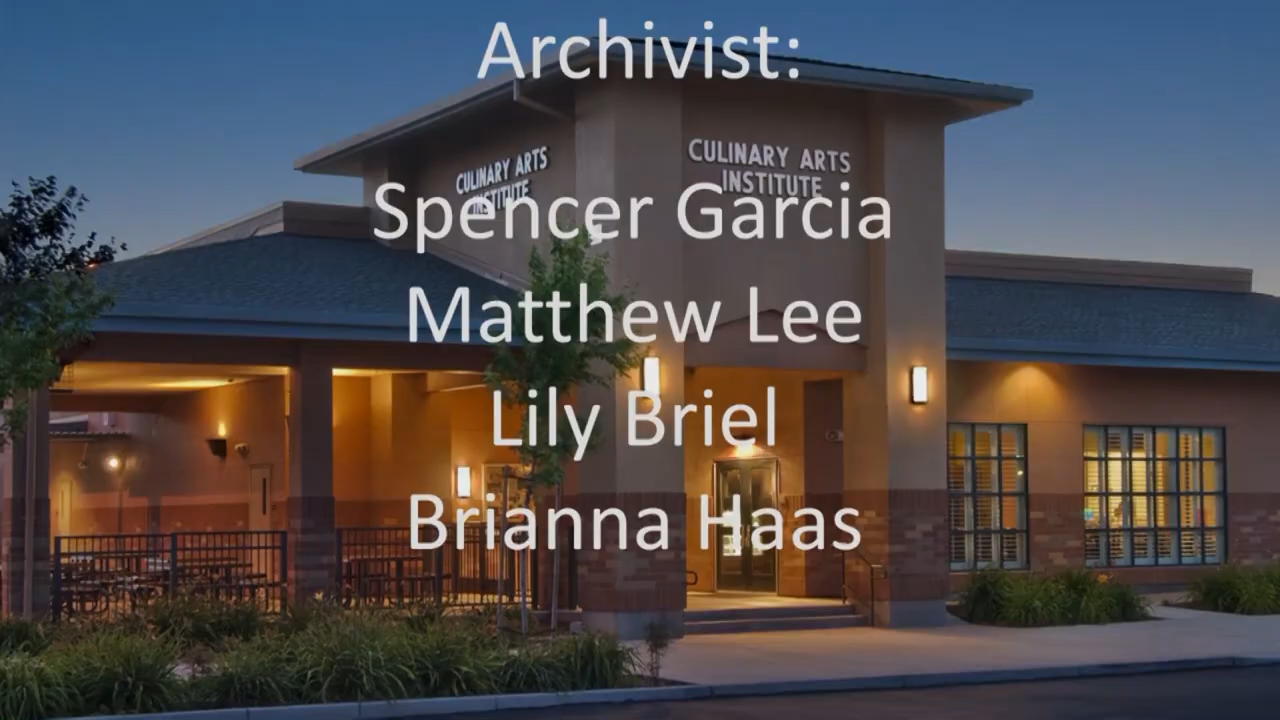 Archivist:
CULINARY ARTS
INSTITUTE
CULINARY ARTS
INSTITUTE
Spencer Garcia
Matthew Lee
Lily Briel
Brianna Haas